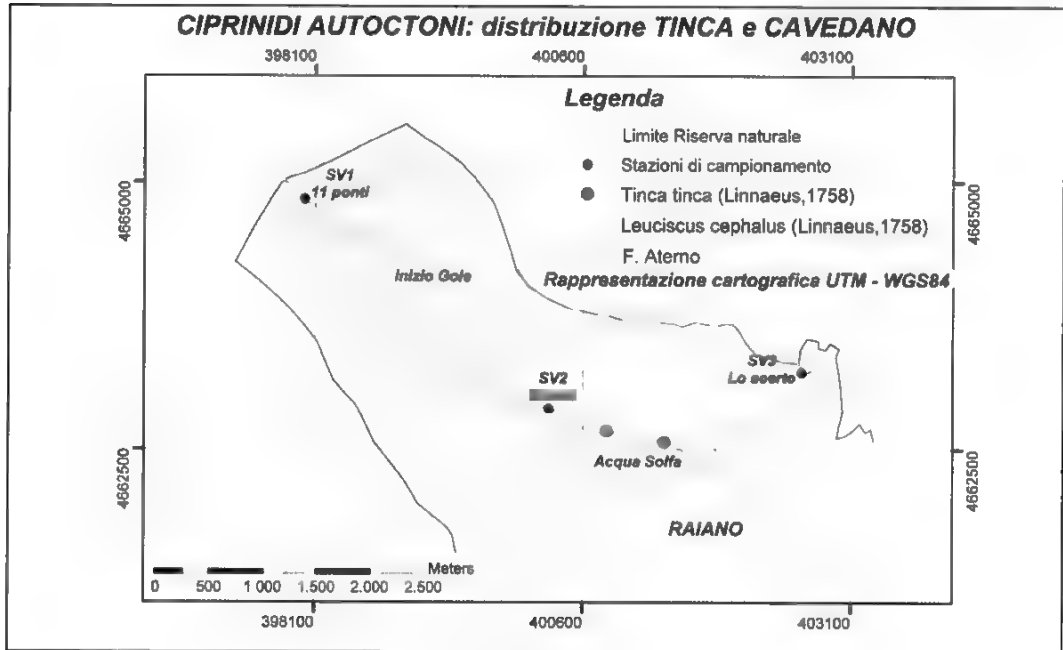 CIPRINIDI AUTOCTONI: distribuzione TINCA e CAVEDANO
398100 400600 403100
Legenda
Limite Riserva naturale
Stazioni di campionamento
Tinca tinca (Linnaeus,1758)
Leuciscus cephalus (Linnaeus,1758)
F. Aterno
Rappresentazione cartografica UTM - WGS84
4665000 4665000
SV1
11 ponti
Inizio Gole
SV3
Lo scerto
SV2
Acqua Solfa
4662500 4662500
RAIANO
Meters
0 500 1 000 1.500 2.000 2.500
398100 400600 403100